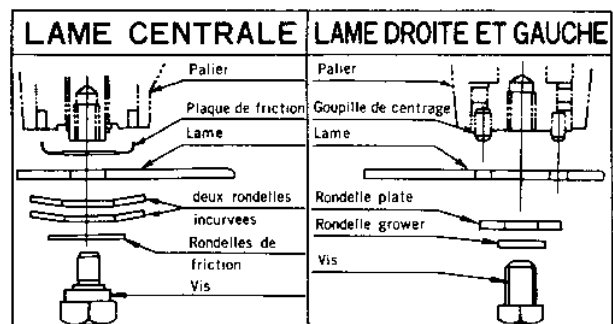 LAME CENTRALE
Palier
Plaque de friction
Lame
deux rondelles
incurvees
Rondelles de
friction
Vis
LAME DROITE ET GAUCHE
Palier
Goupille de centrage
Lame
Rondelle plate
Rondelle grower
Vis